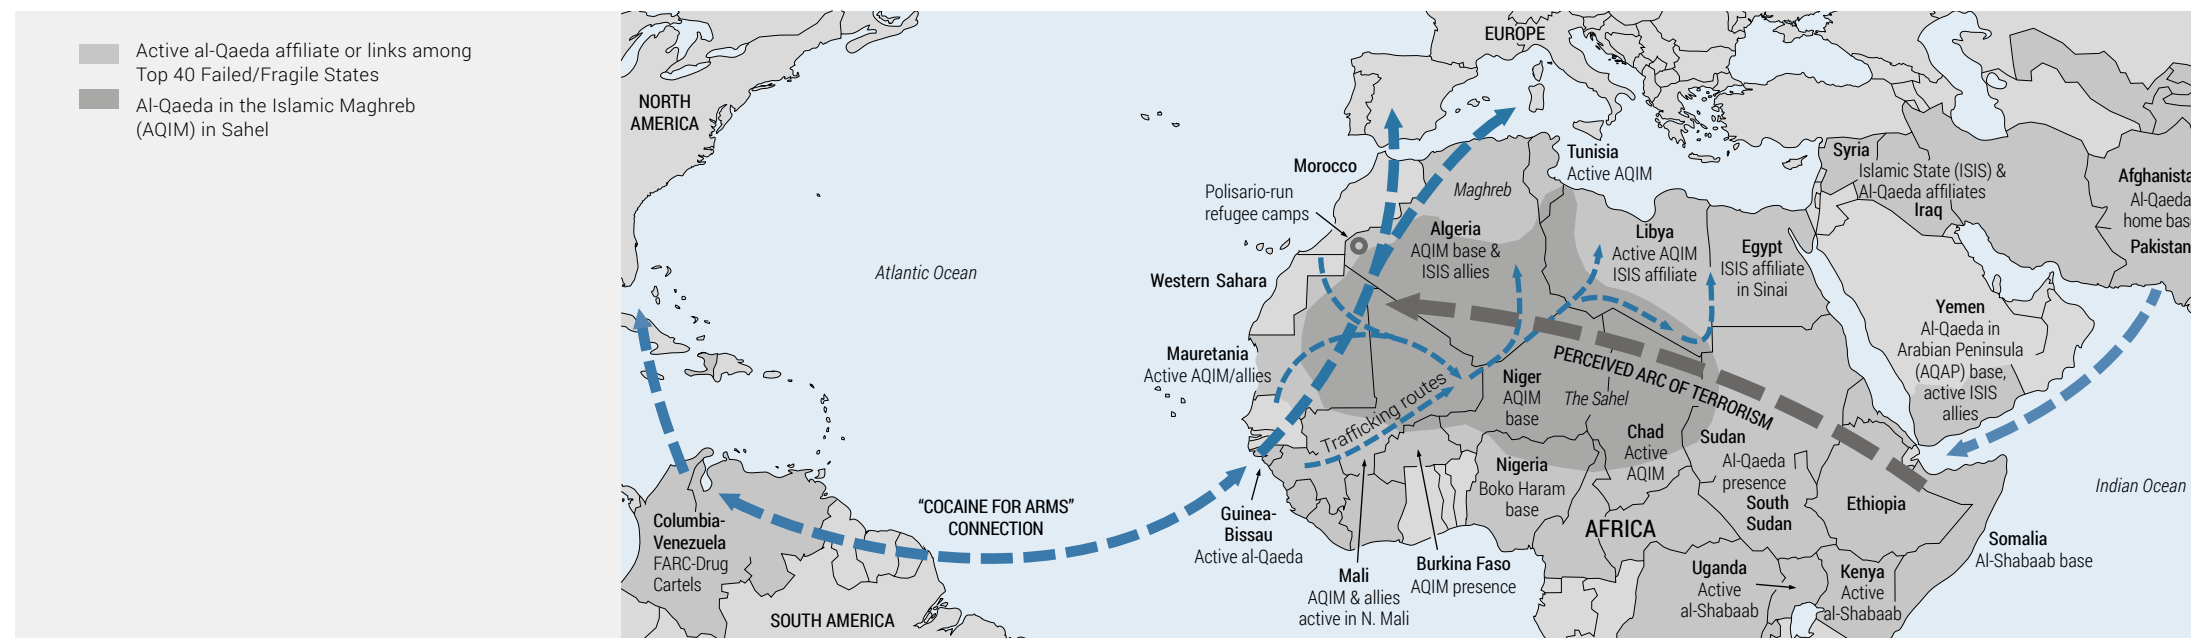 Active al-Qaeda affiliate or links among
Top 40 Failed/Fragile States
Al-Qaeda in the Islamic Maghreb
(AQIM) in Sahel
NORTH
AMERICA
EUROPE
Atlantic Ocean
Morocco
Polisario-run
refugee camps
Western Sahara
Mauretania
Active AQIM/allies
Maghreb
Algeria
AQIM base &
ISIS allies
Tunisia
Active AQIM
Libya
Active AQIM
ISIS affiliate
Egypt
ISIS affiliate
in Sinai
Syria
Islamic State (ISIS) &
Al-Qaeda affiliates
Iraq
Afghanista
Al-Qaeda
home bas
Pakistan
Yemen
Al-Qaeda in
Arabian Peninsula
(AQAP) base,
active ISIS
allies
PERCEIVED ARC OF TERRORISM
Trafficking routes
Niger
AQIM
base
The Sahel
Chad
Active
AQIM
Sudan
Al-Qaeda
presence
South
Sudan
Ethiopia
Nigeria
Boko Haram
base
AFRICA
Indian Ocean
Somalia
Al-Shabaab base
Uganda
Active
al-Shabaab
Kenya
Active
al-Shabaab
"COCAINE FOR ARMS"
CONNECTION
Guinea-
Bissau
Active al-Qaeda
Mali
AQIM & allies
active in N. Mali
Burkina Faso
AQIM presence
Columbia-
Venezuela
FARC-Drug
Cartels
SOUTH AMERICA